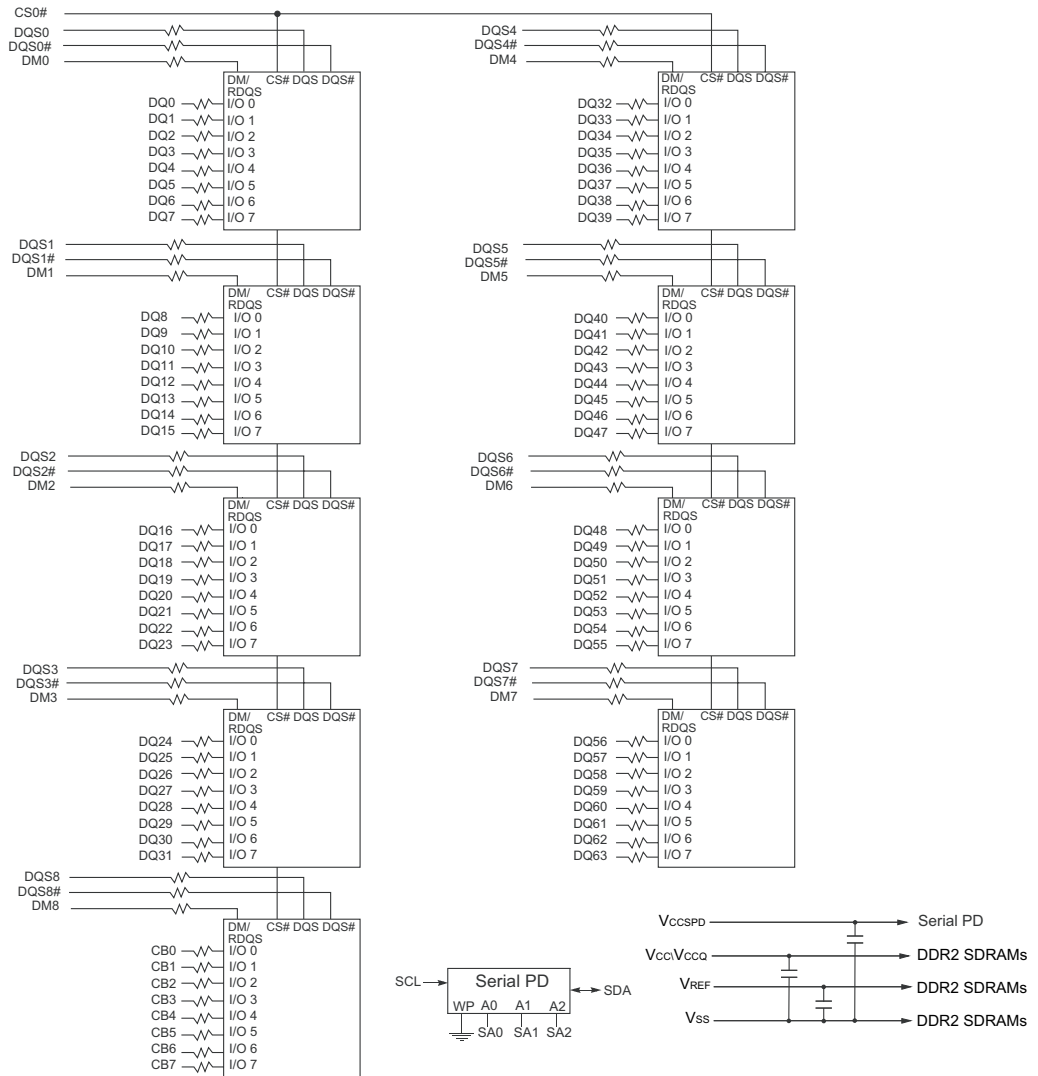 CS0#
DQS0
DQS0#
DM0
DM/ CS# DQS DQS#
RDQS
DQ0 I/O 0
DQ1 I/O 1
DQ2 I/O 2
DQ3 I/O 3
DQ4 I/O 4
DQ5 I/O 5
DQ6 I/O 6
DQ7 I/O 7
DQS1
DQS1#
DM1
DM/ CS# DQS DQS#
RDQS
DQ8 I/O 0
DQ9 I/O 1
DQ10 I/O 2
DQ11 I/O 3
DQ12 I/O 4
DQ13 I/O 5
DQ14 I/O 6
DQ15 I/O 7
DQS2
DQS2#
DM2
DM/ CS# DQS DQS#
RDQS
DQ16 I/O 0
DQ17 I/O 1
DQ18 I/O 2
DQ19 I/O 3
DQ20 I/O 4
DQ21 I/O 5
DQ22 I/O 6
DQ23 I/O 7
DQS3
DQS3#
DM3
DM/ CS# DQS DQS#
RDQS
DQ24 I/O 0
DQ25 I/O 1
DQ26 I/O 2
DQ27 I/O 3
DQ28 I/O 4
DQ29 I/O 5
DQ30 I/O 6
DQ31 I/O 7
DQS8
DQS8#
DM8
DM/ CS# DQS DQS#
RDQS
CB0 I/O 0
CB1 I/O 1
CB2 I/O 2
CB3 I/O 3
CB4 I/O 4
CB5 I/O 5
CB6 I/O 6
CB7 I/O 7
DQS4
DQS4#
DM4
DM/ CS# DQS DQS#
RDQS
DQ32 I/O 0
DQ33 I/O 1
DQ34 I/O 2
DQ35 I/O 3
DQ36 I/O 4
DQ37 I/O 5
DQ38 I/O 6
DQ39 I/O 7
DQS5
DQS5#
DM5
DM/ CS# DQS DQS#
RDQS
DQ40 I/O 0
DQ41 I/O 1
DQ42 I/O 2
DQ43 I/O 3
DQ44 I/O 4
DQ45 I/O 5
DQ46 I/O 6
DQ47 I/O 7
DQS6
DQS6#
DM6
DM/ CS# DQS DQS#
RDQS
DQ48 I/O 0
DQ49 I/O 1
DQ50 I/O 2
DQ51 I/O 3
DQ52 I/O 4
DQ53 I/O 5
DQ54 I/O 6
DQ55 I/O 7
DQS7
DQS7#
DM7
DM/ CS# DQS DQS#
RDQS
DQ56 I/O 0
DQ57 I/O 1
DQ58 I/O 2
DQ59 I/O 3
DQ60 I/O 4
DQ61 I/O 5
DQ62 I/O 6
DQ63 I/O 7
SCL Serial PD SDA
WP A0 A1 A2
SA0 SA1 SA2
VCCSPD Serial PD
VCC\VCCQ DDR2 SDRAMs
VREF DDR2 SDRAMs
VSS DDR2 SDRAMs